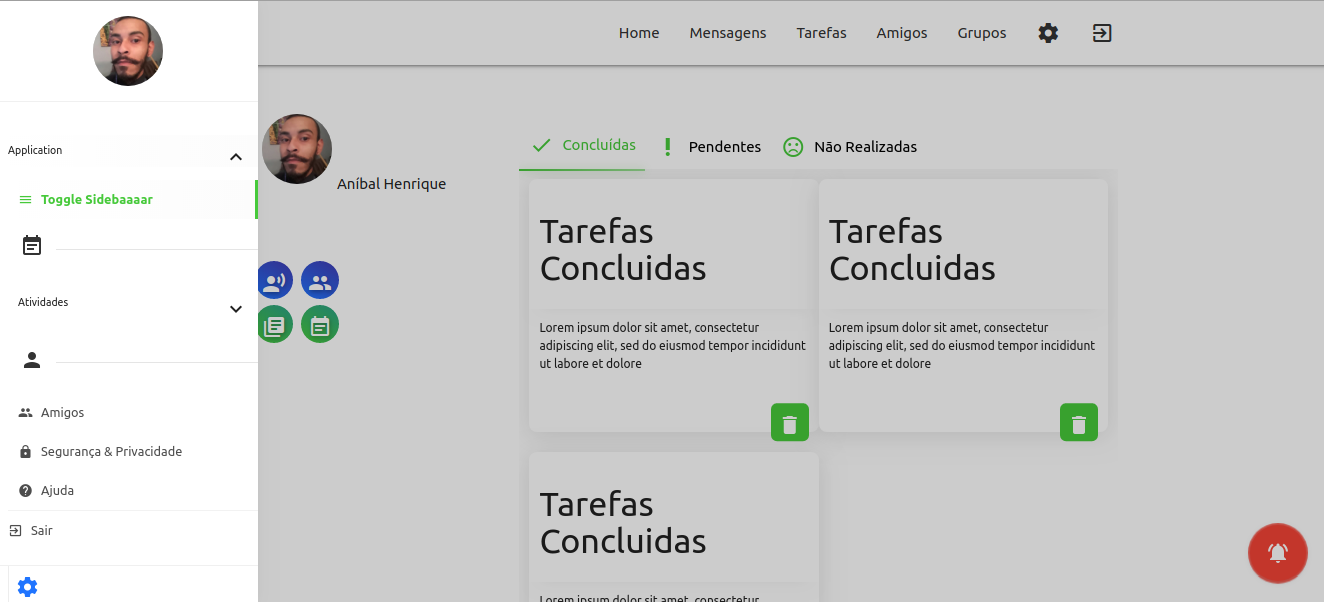 Home Mensagens Tarefas Amigos Grupos
Application
Toggle Sidebaaaar
Atividades
Amigos
Segurança & Privacidade
Ajuda
Sair
Aníbal Henrique
Concluídas Pendentes Não Realizadas
Tarefas
Concluidas
Lorem ipsum dolor sit amet, consectetur
adipiscing elit, sed do eiusmod tempor incididunt
ut labore et dolore
Tarefas
Concluidas
Lorem ipsum dolor sit amet, consectetur
adipiscing elit, sed do eiusmod tempor incididunt
ut labore et dolore
Tarefas
Concluidas
Lorem ipsum dolor sit amet, consectetur